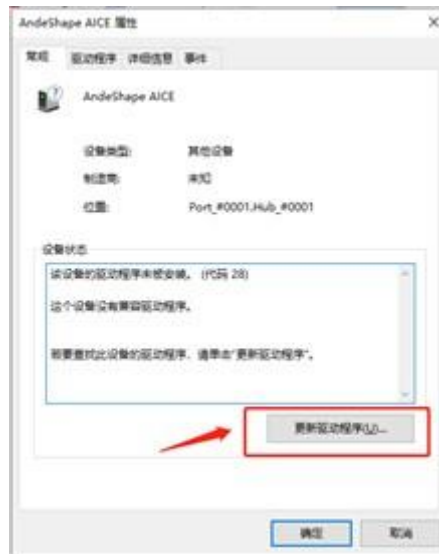 AndeShape AICE 属性
常规 驱动程序 详细信息 事件
AndeShape AICE
设备类型: 其他设备
制造商: 未知
位置: Port_#0001.Hub_#0001
设备状态
该设备的驱动程序未被安装。 (代码 28)
这个设备没有兼容驱动程序。
若要查找此设备的驱动程序，请单击“更新驱动程序”。
更新驱动程序(U)...
确定 取消